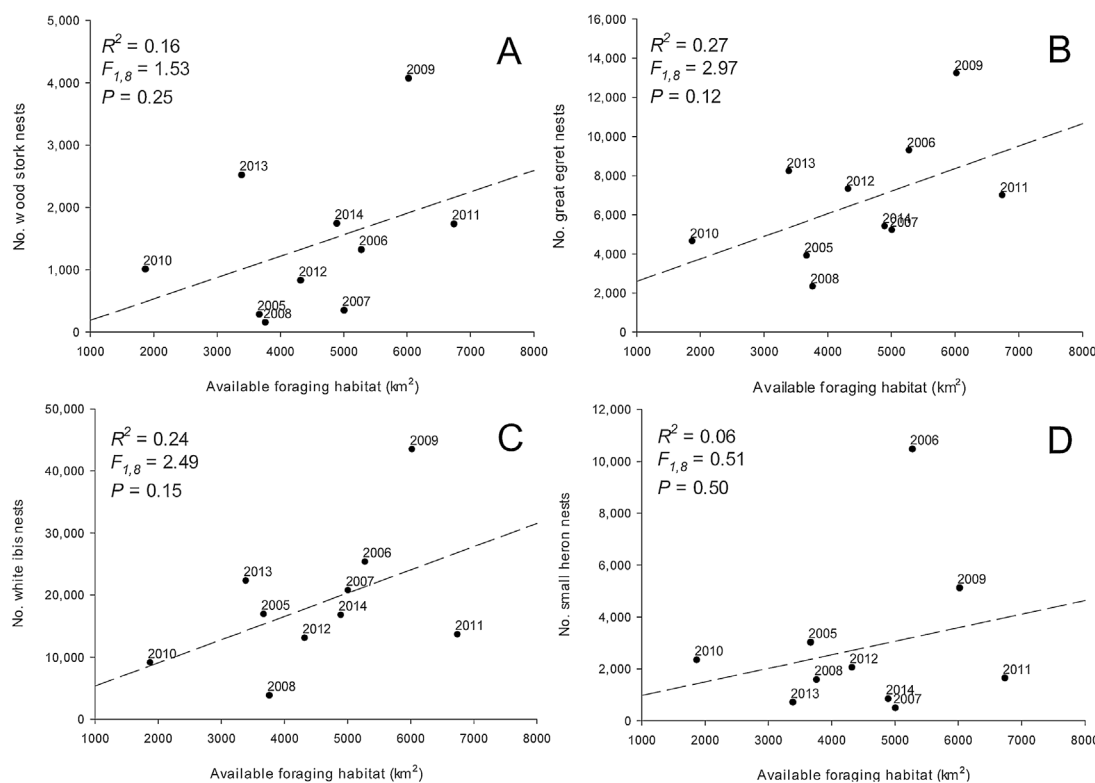 5,000
4,000
3,000
2,000
1,000
0
No. wood stork nests
R² = 0.16
F1,8 = 1.53
P = 0.25
A
2009
2013
2014
2011
2006
2010
2012
2005
2007
2008
1000 2000 3000 4000 5000 6000 7000 8000
Available foraging habitat (km²)
16,000
14,000
12,000
10,000
8,000
6,000
4,000
2,000
0
No. great egret nests
R² = 0.27
F1,8 = 2.97
P = 0.12
B
2009
2006
2013
2012
2011
2014
2007
2010
2005
2008
1000 2000 3000 4000 5000 6000 7000 8000
Available foraging habitat (km²)
50,000
40,000
30,000
20,000
10,000
0
No. white ibis nests
R² = 0.24
F1,8 = 2.49
P = 0.15
C
2009
2006
2013
2007
2005
2014
2012
2011
2010
2008
1000 2000 3000 4000 5000 6000 7000 8000
Available foraging habitat (km²)
12,000
10,000
8,000
6,000
4,000
2,000
0
No. small heron nests
R² = 0.06
F1,8 = 0.51
P = 0.50
D
2006
2009
2005
2010
2012
2008
2011
2014
2013
2007
1000 2000 3000 4000 5000 6000 7000 8000
Available foraging habitat (km²)